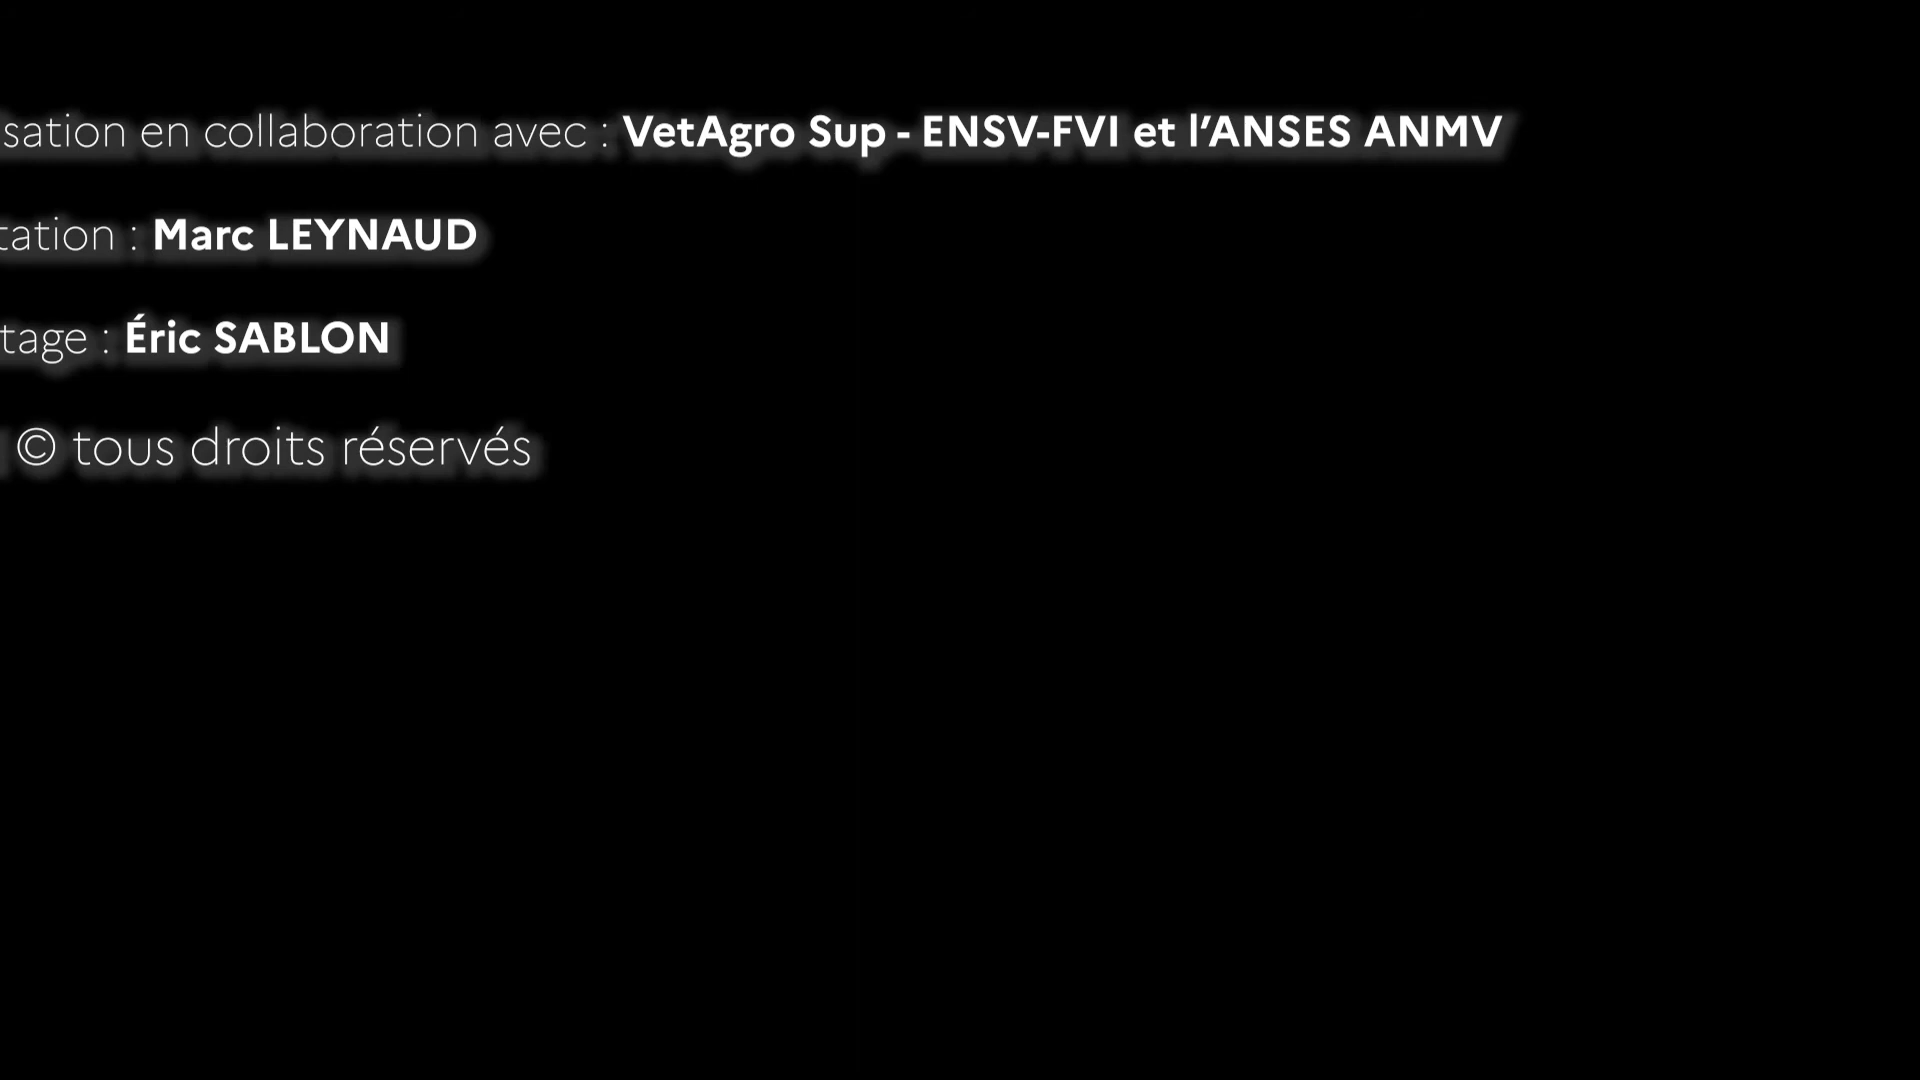 sation en collaboration avec : VetAgro Sup - ENSV-FVI et l’ANSES ANMV
tation : Marc LEYNAUD
tage : Éric SABLON
© tous droits réservés